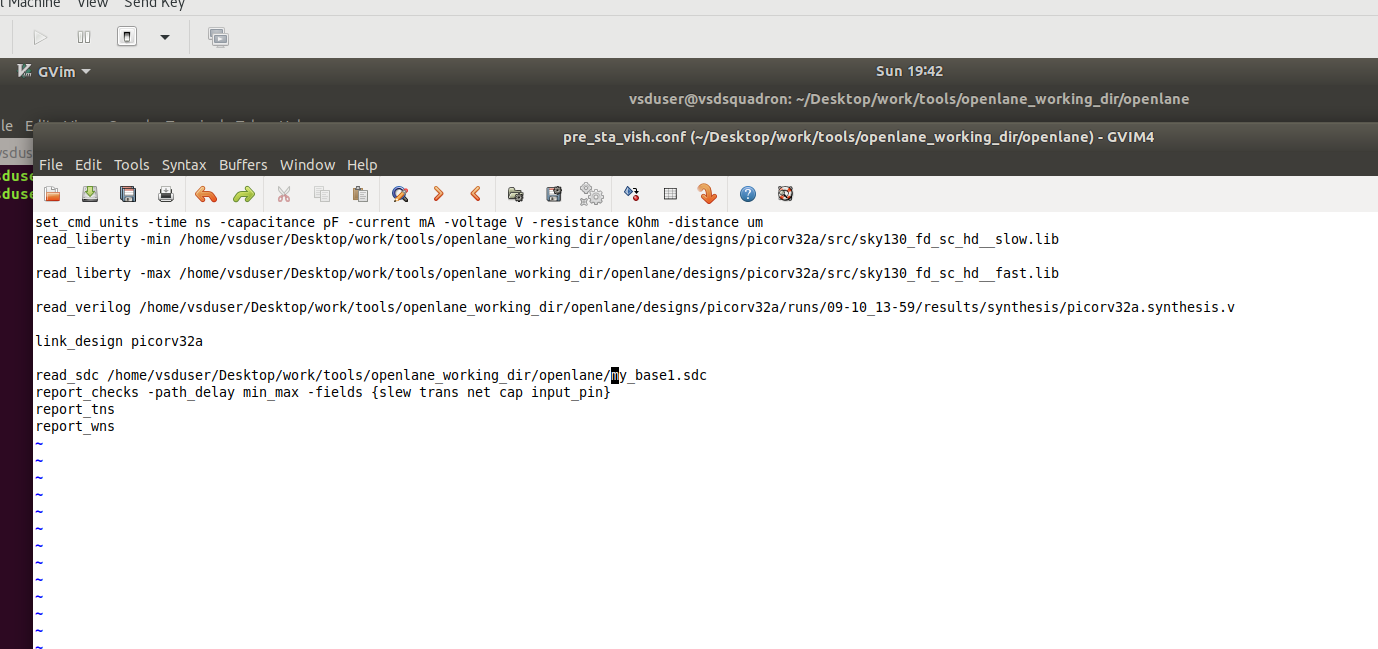 Machine View Send Key
GVim
Sun 19:42
vsduser@vsdsquadron: ~/Desktop/work/tools/openlane_working_dir/openlane
pre_sta_vish.conf (~/Desktop/work/tools/openlane_working_dir/openlane) - GVIM4
File Edit Tools Syntax Buffers Window Help
set_cmd_units -time ns -capacitance pF -current mA -voltage V -resistance kOhm -distance um
read_liberty -min /home/vsduser/Desktop/work/tools/openlane_working_dir/openlane/designs/picorv32a/src/sky130_fd_sc_hd__slow.lib
read_liberty -max /home/vsduser/Desktop/work/tools/openlane_working_dir/openlane/designs/picorv32a/src/sky130_fd_sc_hd__fast.lib
read_verilog /home/vsduser/Desktop/work/tools/openlane_working_dir/openlane/designs/picorv32a/runs/09-10_13-59/results/synthesis/picorv32a.synthesis.v
link_design picorv32a
read_sdc /home/vsduser/Desktop/work/tools/openlane_working_dir/openlane/my_base1.sdc
report_checks -path_delay min_max -fields {slew trans net cap input_pin}
report_tns
report_wns
~
~
~
~
~
~
~
~
~
~
~
~
~